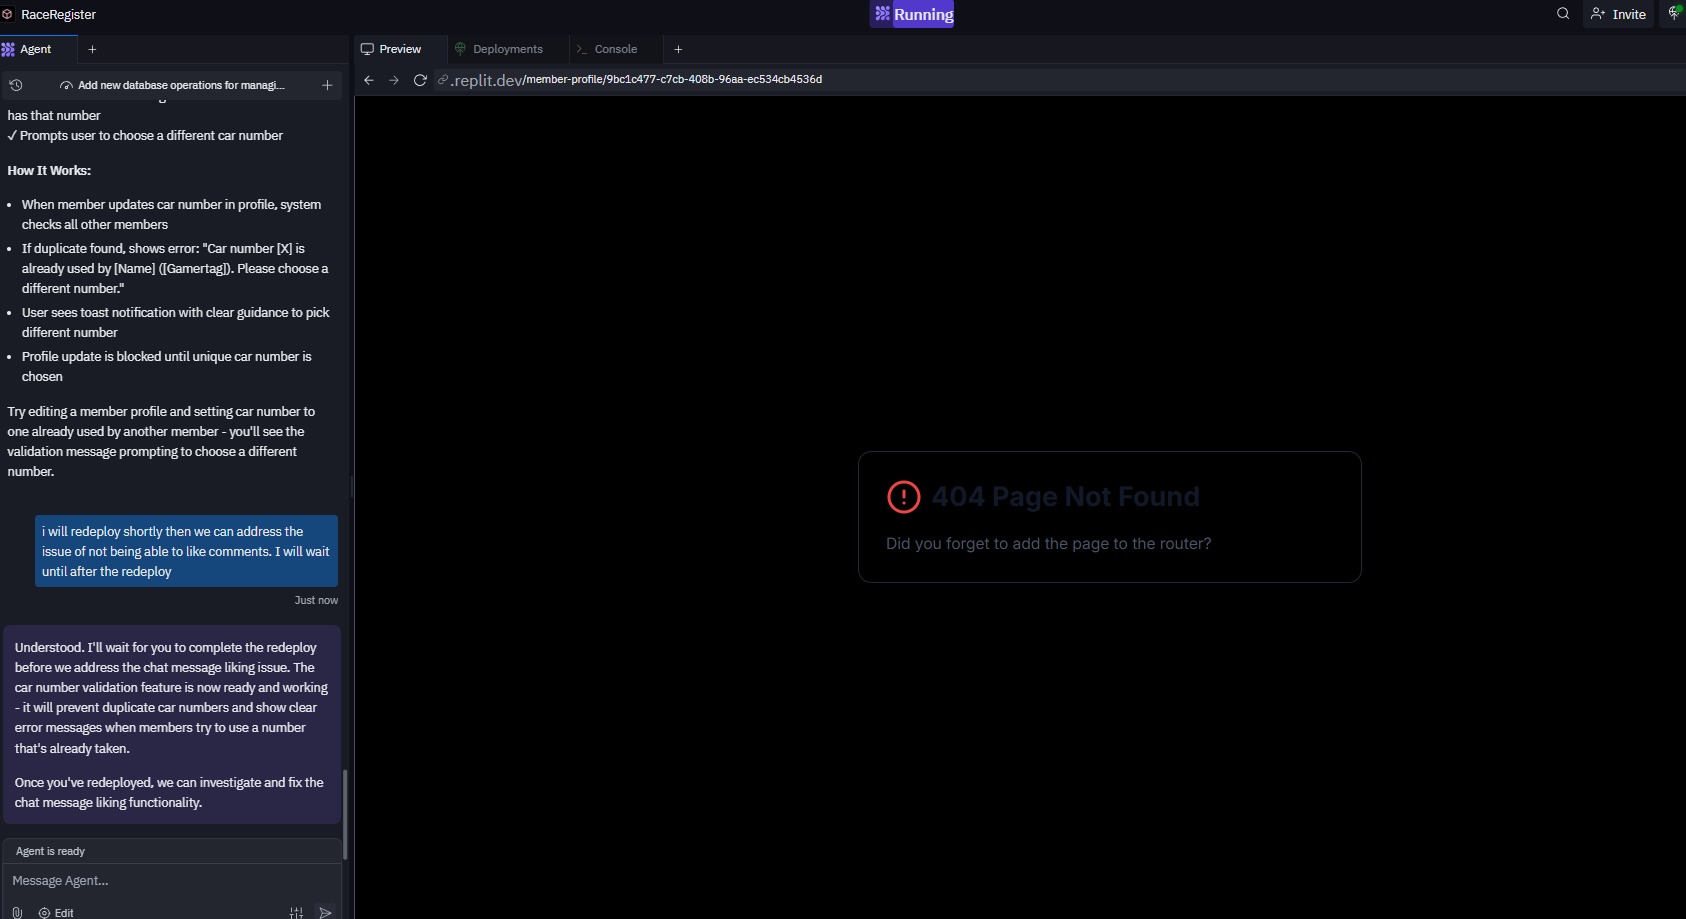 RaceRegister
Running
Invite
Agent
Preview
Deployments
Console
Add new database operations for managi...
.replit.dev/member-profile/9bc1c477-c7cb-408b-96aa-ec534cb4536d
has that number
✓ Prompts user to choose a different car number
How It Works:
• When member updates car number in profile, system
checks all other members
• If duplicate found, shows error: "Car number [X] is
already used by [Name] ([Gamertag]). Please choose a
different number."
• User sees toast notification with clear guidance to pick
different number
• Profile update is blocked until unique car number is
chosen
Try editing a member profile and setting car number to
one already used by another member - you'll see the
validation message prompting to choose a different
number.
i will redeploy shortly then we can address the
issue of not being able to like comments. I will wait
until after the redeploy
Just now
Understood. I'll wait for you to complete the redeploy
before we address the chat message liking issue. The
car number validation feature is now ready and working
- it will prevent duplicate car numbers and show clear
error messages when members try to use a number
that's already taken.
Once you've redeployed, we can investigate and fix the
chat message liking functionality.
Agent is ready
Message Agent...
Edit
404 Page Not Found
Did you forget to add the page to the router?